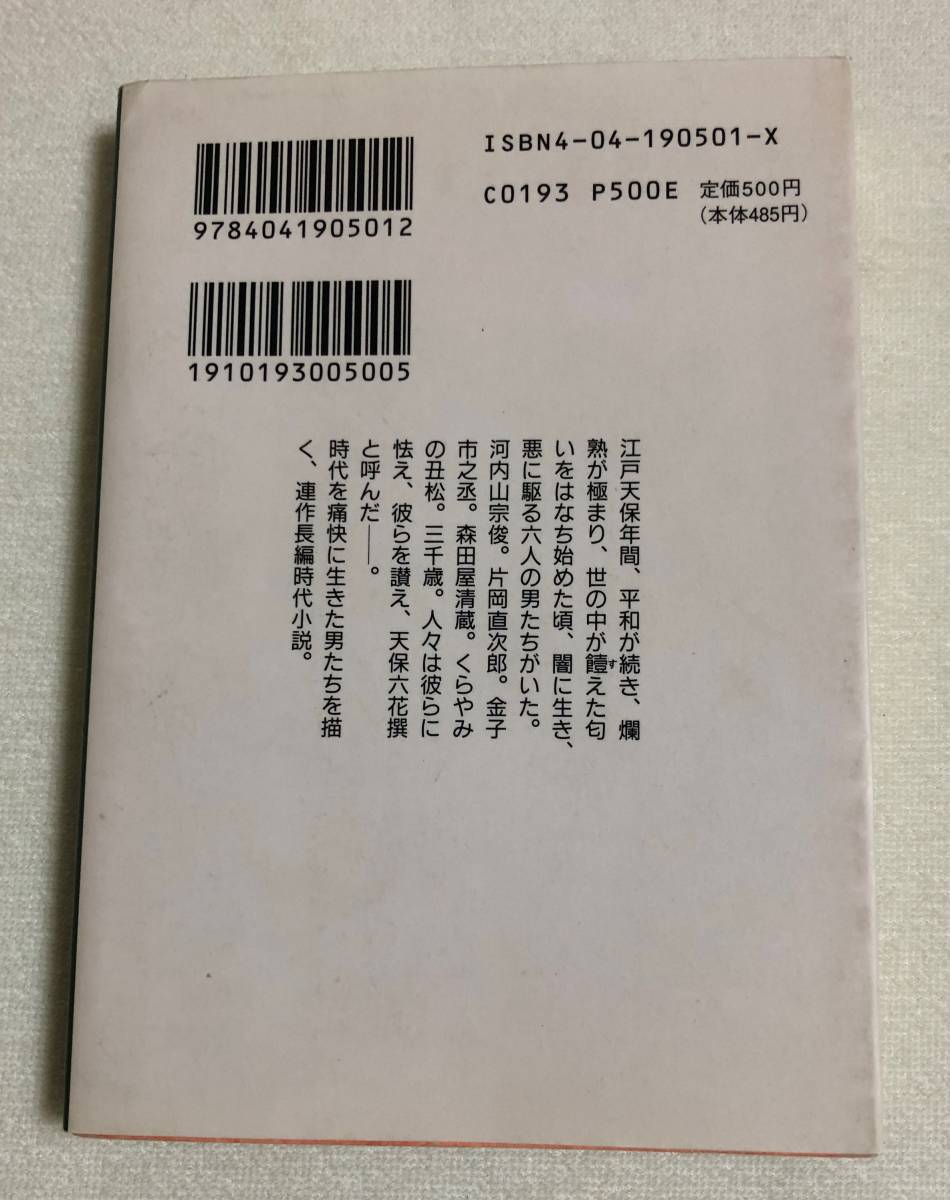 ISBN4-04-190501-X
C0193 P500E 定価500円
(本体485円)
9784041905012
1910193005005
江戸天保年間、平和が続き、爛
熟が極まり、世の中が饐えた匂
す
いをはなち始めた頃、闇に生き、
悪に駆る六人の男たちがいた。
河内山宗俊。片岡直次郎。金子
市之丞。森田屋清蔵。くらやみ
の丑松。三千歳。人々は彼らに
怯え、彼らを讃え、天保六花撰
と呼んだ——。
時代を痛快に生きた男たちを描
く、連作長編時代小説。